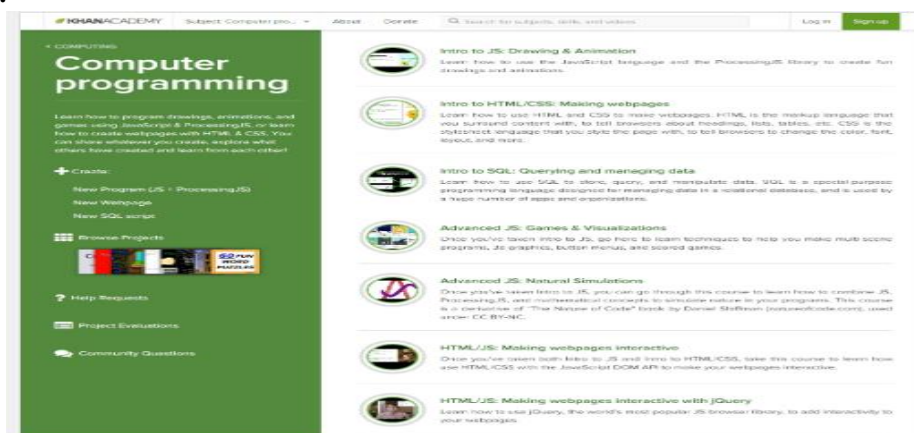 KHANACADEMY
Subject: Computer pro...
About
Donate
Search for subjects, skills, and videos
Log in
Sign up
< COMPUTING
Computer
programming
Learn how to program drawings, animations, and
games using JavaScript & ProcessingJS, or learn
how to create webpages with HTML & CSS. You
can share whatever you create, explore what
others have created and learn from each other!
Create:
New Program (JS + ProcessingJS)
New Webpage
New SQL script
Browse Projects
FUN
WORD
PUZZLES
Help Requests
Project Evaluations
Community Questions
Intro to JS: Drawing & Animation
Learn how to use the JavaScript language and the ProcessingJS library to create fun
drawings and animations.
Intro to HTML/CSS: Making webpages
Learn how to use HTML and CSS to make webpages. HTML is the markup language that
you surround content with, to tell browsers about headings, lists, tables, etc. CSS is the
stylesheet language that you style the page with, to tell browsers to change the color, font,
layout, and more.
Intro to SQL: Querying and managing data
Learn how to use SQL to store, query, and manipulate data. SQL is a special-purpose
programming language designed for managing data in a relational database, and is used by
a huge number of apps and organizations.
Advanced JS: Games & Visualizations
Once you've taken Intro to JS, go here to learn techniques to help you make multi-scene
programs, 3d graphics, button menus, and scored games.
Advanced JS: Natural Simulations
Once you've taken Intro to JS, you can go through this course to learn how to combine JS,
ProcessingJS, and mathematical concepts to simulate nature in your programs. This course
is a derivative of "The Nature of Code" book by Daniel Shiffman (natureofcode.com), used
under CC BY-NC.
HTML/JS: Making webpages interactive
Once you've taken both Intro to JS and Intro to HTML/CSS, take this course to learn how
use HTML/CSS with the JavaScript DOM API to make your webpages interactive.
HTML/JS: Making webpages interactive with jQuery
Learn how to use jQuery, the world's most popular JS browser library, to add interactivity to
your webpages.